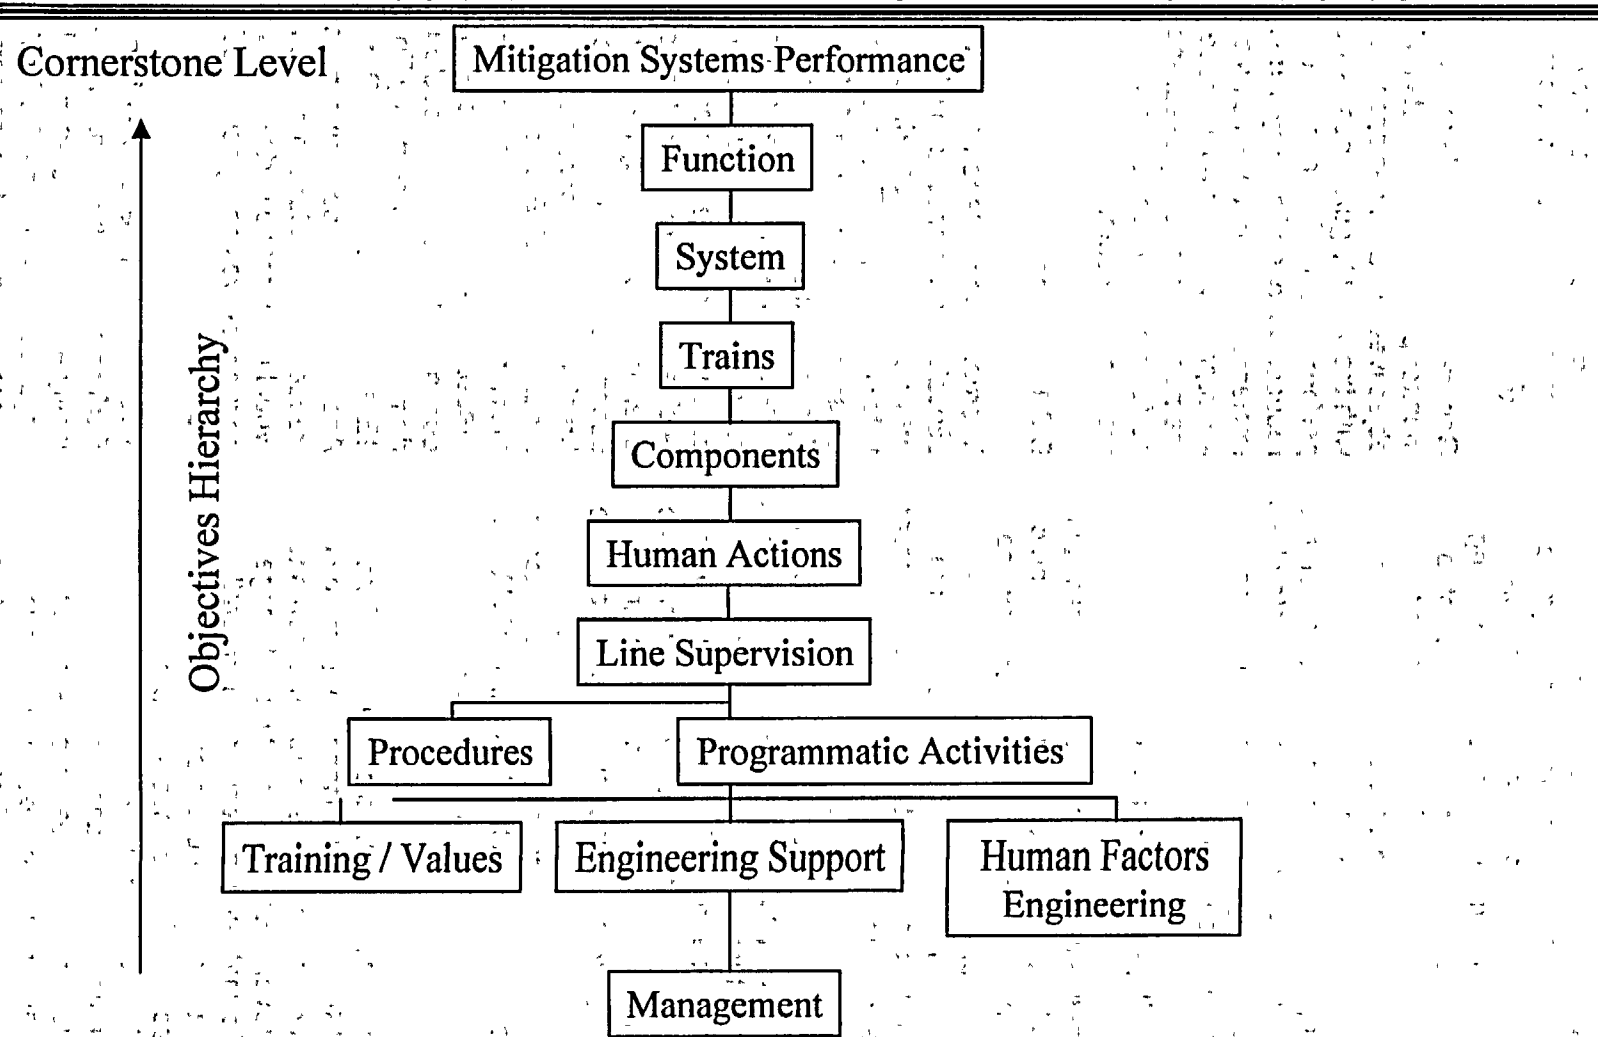 Cornerstone Level
Mitigation Systems Performance
Function
System
Trains
Components
Human Actions
Line Supervision
Objectives Hierarchy
Procedures
Programmatic Activities
Training / Values
Engineering Support
Human Factors
Engineering
Management